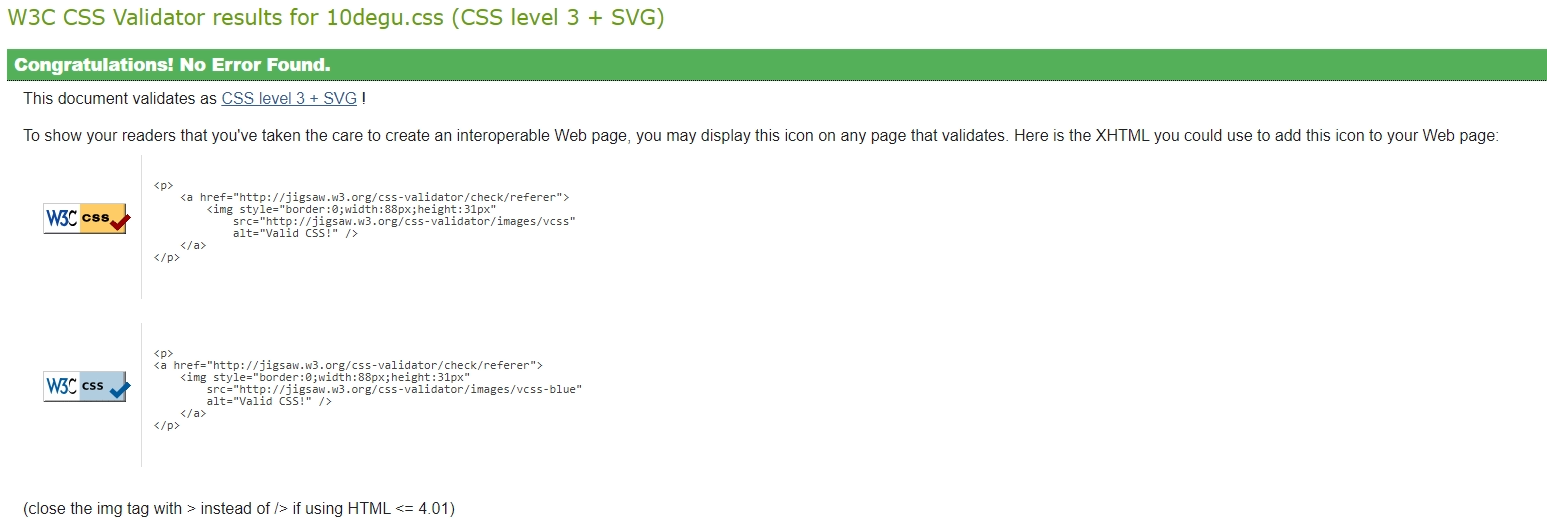 W3C CSS Validator results for 10degu.css (CSS level 3 + SVG)
Congratulations! No Error Found.
This document validates as CSS level 3 + SVG !
To show your readers that you've taken the care to create an interoperable Web page, you may display this icon on any page that validates. Here is the XHTML you could use to add this icon to your Web page:
W3C css
<p>
<a href="http://jigsaw.w3.org/css-validator/check/referer">
<img style="border:0;width:88px;height:31px"
src="http://jigsaw.w3.org/css-validator/images/vcss"
alt="Valid CSS!" />
</a>
</p>
W3C css
<p>
<a href="http://jigsaw.w3.org/css-validator/check/referer">
<img style="border:0;width:88px;height:31px"
src="http://jigsaw.w3.org/css-validator/images/vcss-blue"
alt="Valid CSS!" />
</a>
</p>
(close the img tag with > instead of /> if using HTML <= 4.01)